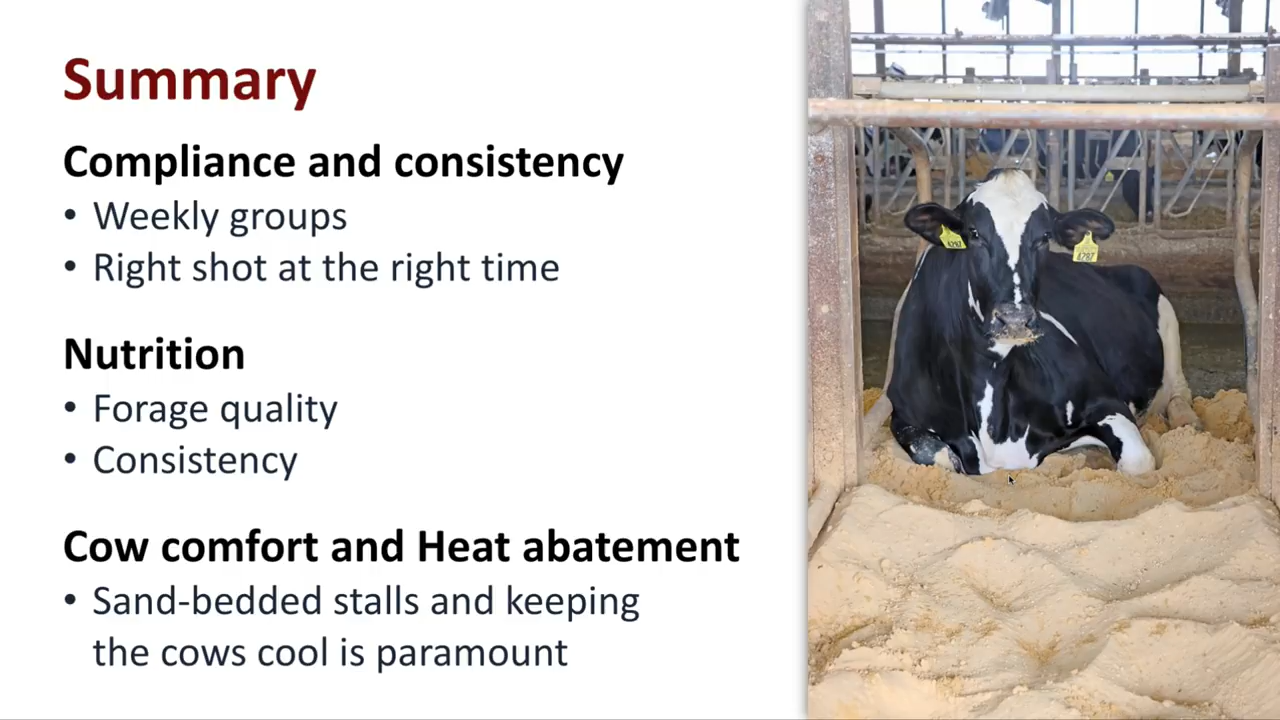 Summary
Compliance and consistency
• Weekly groups
• Right shot at the right time
Nutrition
• Forage quality
• Consistency
Cow comfort and Heat abatement
• Sand-bedded stalls and keeping
the cows cool is paramount